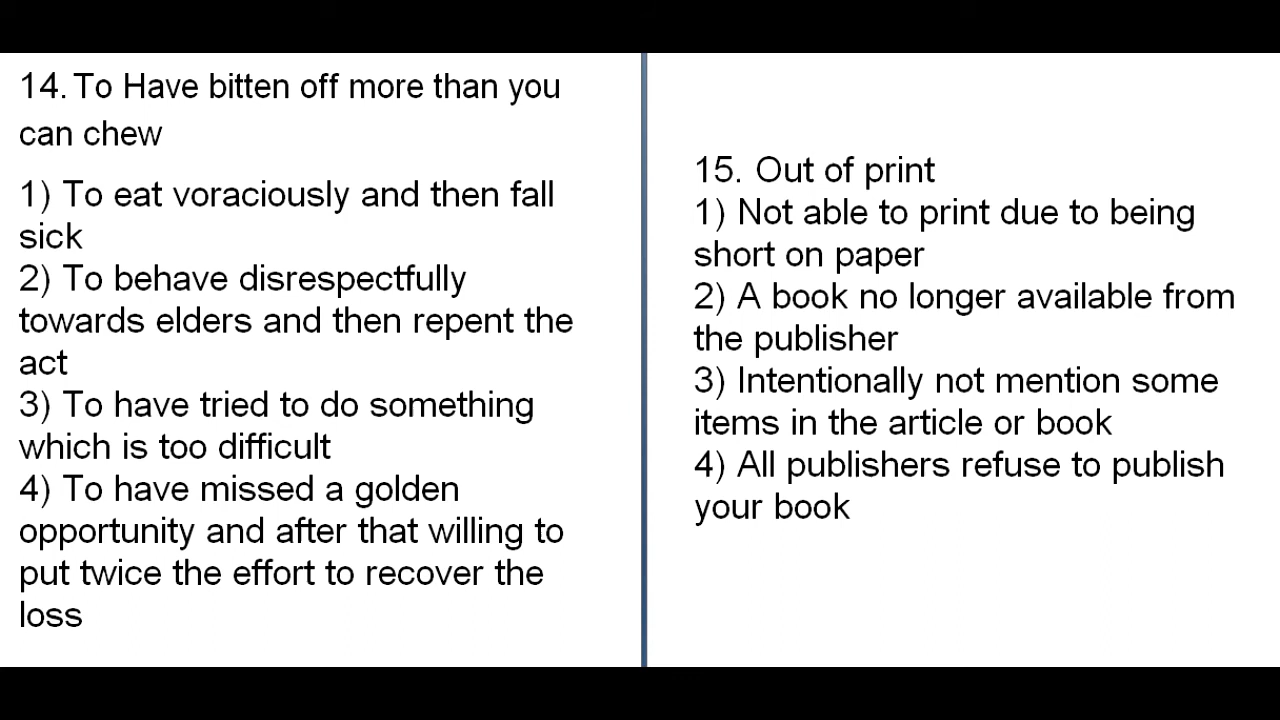 14. To Have bitten off more than you
can chew
1) To eat voraciously and then fall
sick
2) To behave disrespectfully
towards elders and then repent the
act
3) To have tried to do something
which is too difficult
4) To have missed a golden
opportunity and after that willing to
put twice the effort to recover the
loss
15. Out of print
1) Not able to print due to being
short on paper
2) A book no longer available from
the publisher
3) Intentionally not mention some
items in the article or book
4) All publishers refuse to publish
your book